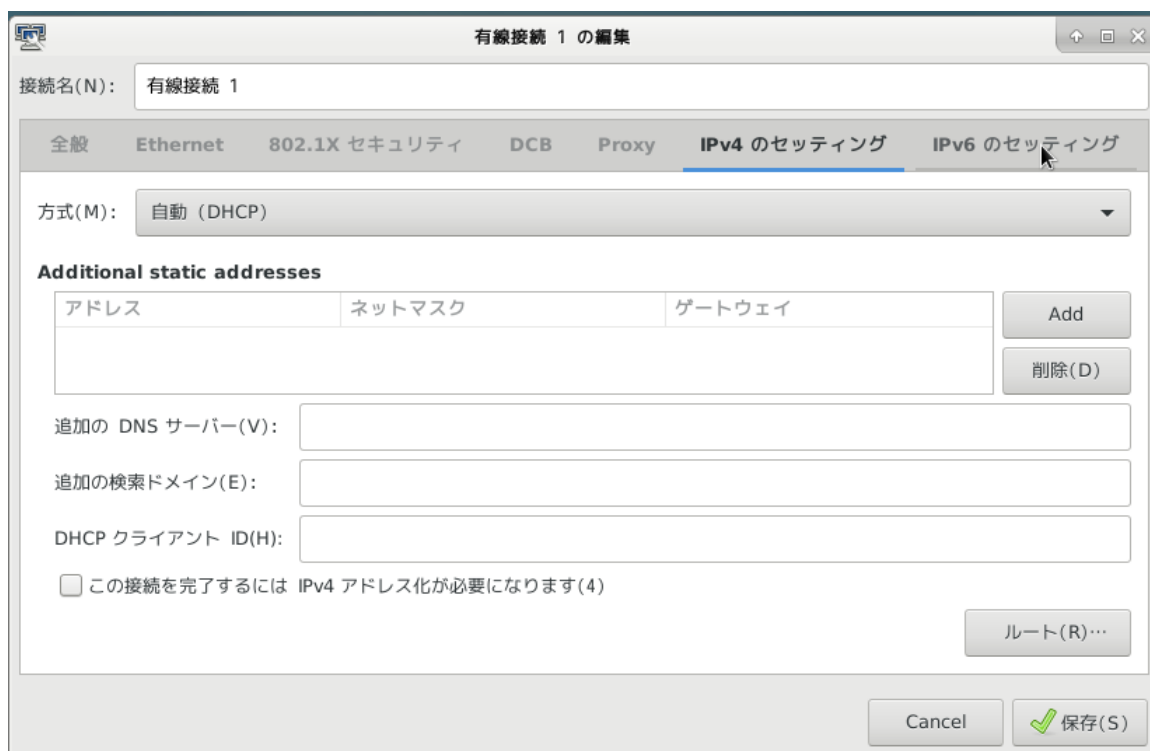 有線接続 1 の編集
接続名(N): 有線接続 1
全般 Ethernet 802.1X セキュリティ DCB Proxy IPv4 のセッティング IPv6 のセッティング
方式(M): 自動 (DHCP)
Additional static addresses
アドレス ネットマスク ゲートウェイ
Add
削除(D)
追加の DNS サーバー(V):
追加の検索ドメイン(E):
DHCP クライアント ID(H):
この接続を完了するには IPv4 アドレス化が必要になります(4)
ルート(R)…
Cancel 保存(S)